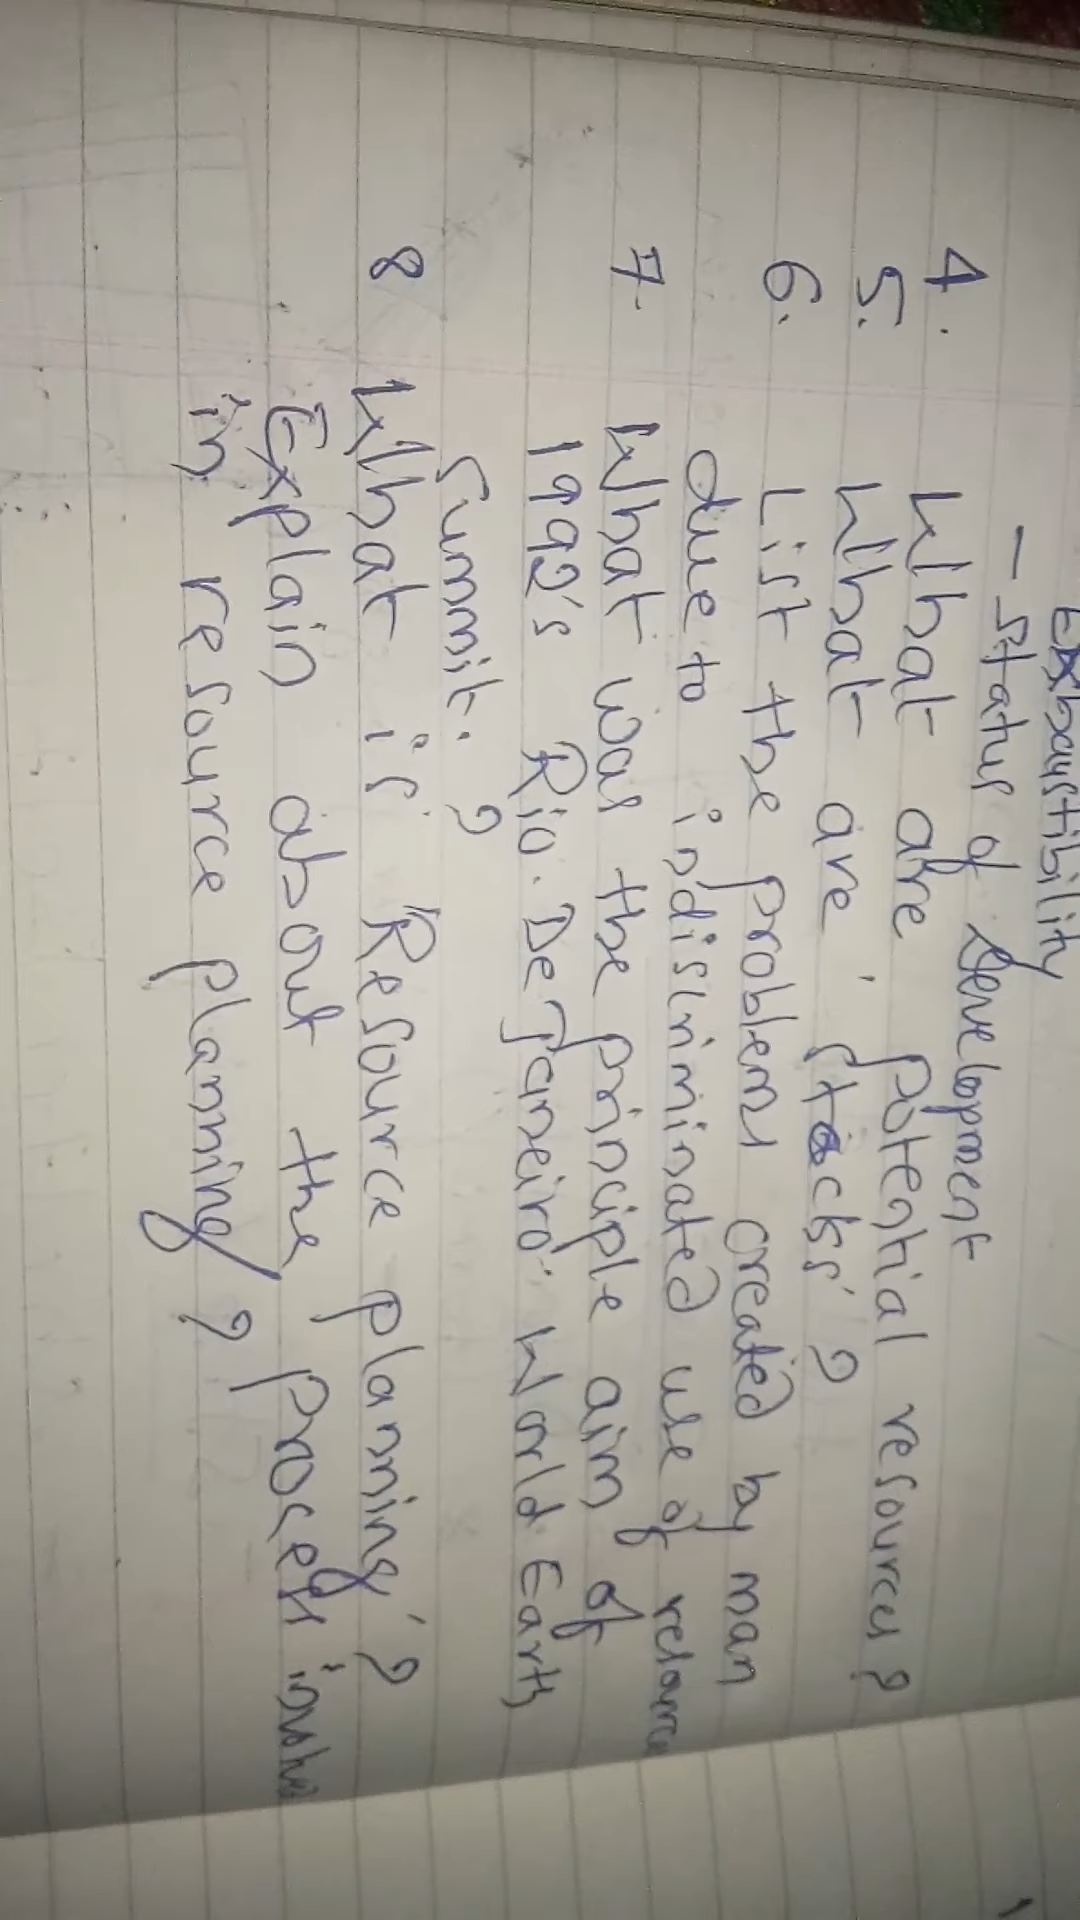 Exhaustibility
- Status of Development
4. What are potential resources?
5. What are 'stocks'?
6. List the problems created by man
due to indiscriminated use of
7. What was the principle aim of
1992's Rio. De Janeiro. World Earth
Summit. ?
8 What is 'Resource planning'?
Explain about the process
in resource planning?